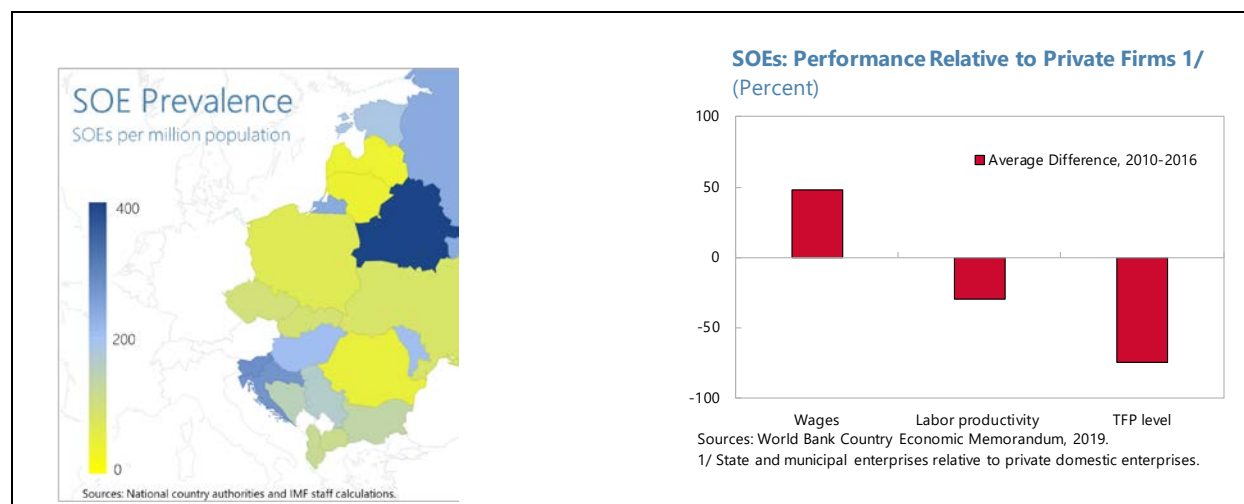 SOE Prevalence
SOEs per million population
400
200
0
Sources: National country authorities and IMF staff calculations.
SOEs: Performance Relative to Private Firms 1/
(Percent)
100
50
0
-50
-100
Average Difference, 2010-2016
Wages Labor productivity TFP level
Sources: World Bank Country Economic Memorandum, 2019.
1/ State and municipal enterprises relative to private domestic enterprises.